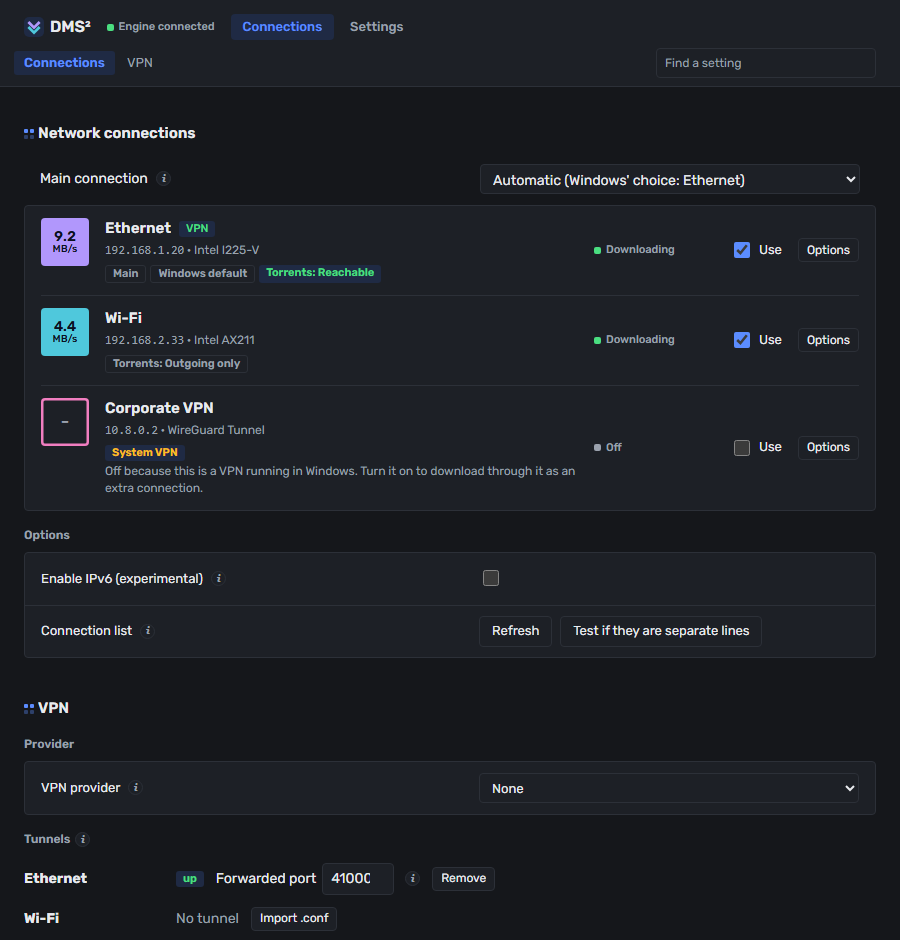 DMS² Engine connected Connections Settings
Connections VPN Find a setting
Network connections
Main connection i Automatic (Windows' choice: Ethernet)
9.2 MB/s Ethernet VPN
192.168.1.20 • Intel I225-V Downloading Use Options
Main Windows default Torrents: Reachable
4.4 MB/s Wi-Fi
192.168.2.33 • Intel AX211 Downloading Use Options
Torrents: Outgoing only
– Corporate VPN
10.8.0.2 • WireGuard Tunnel
System VPN Off Use Options
Off because this is a VPN running in Windows. Turn it on to download through it as an
extra connection.
Options
Enable IPv6 (experimental) i
Connection list i Refresh Test if they are separate lines
VPN
Provider
VPN provider i None
Tunnels i
Ethernet up Forwarded port 41000 i Remove
Wi-Fi No tunnel Import .conf